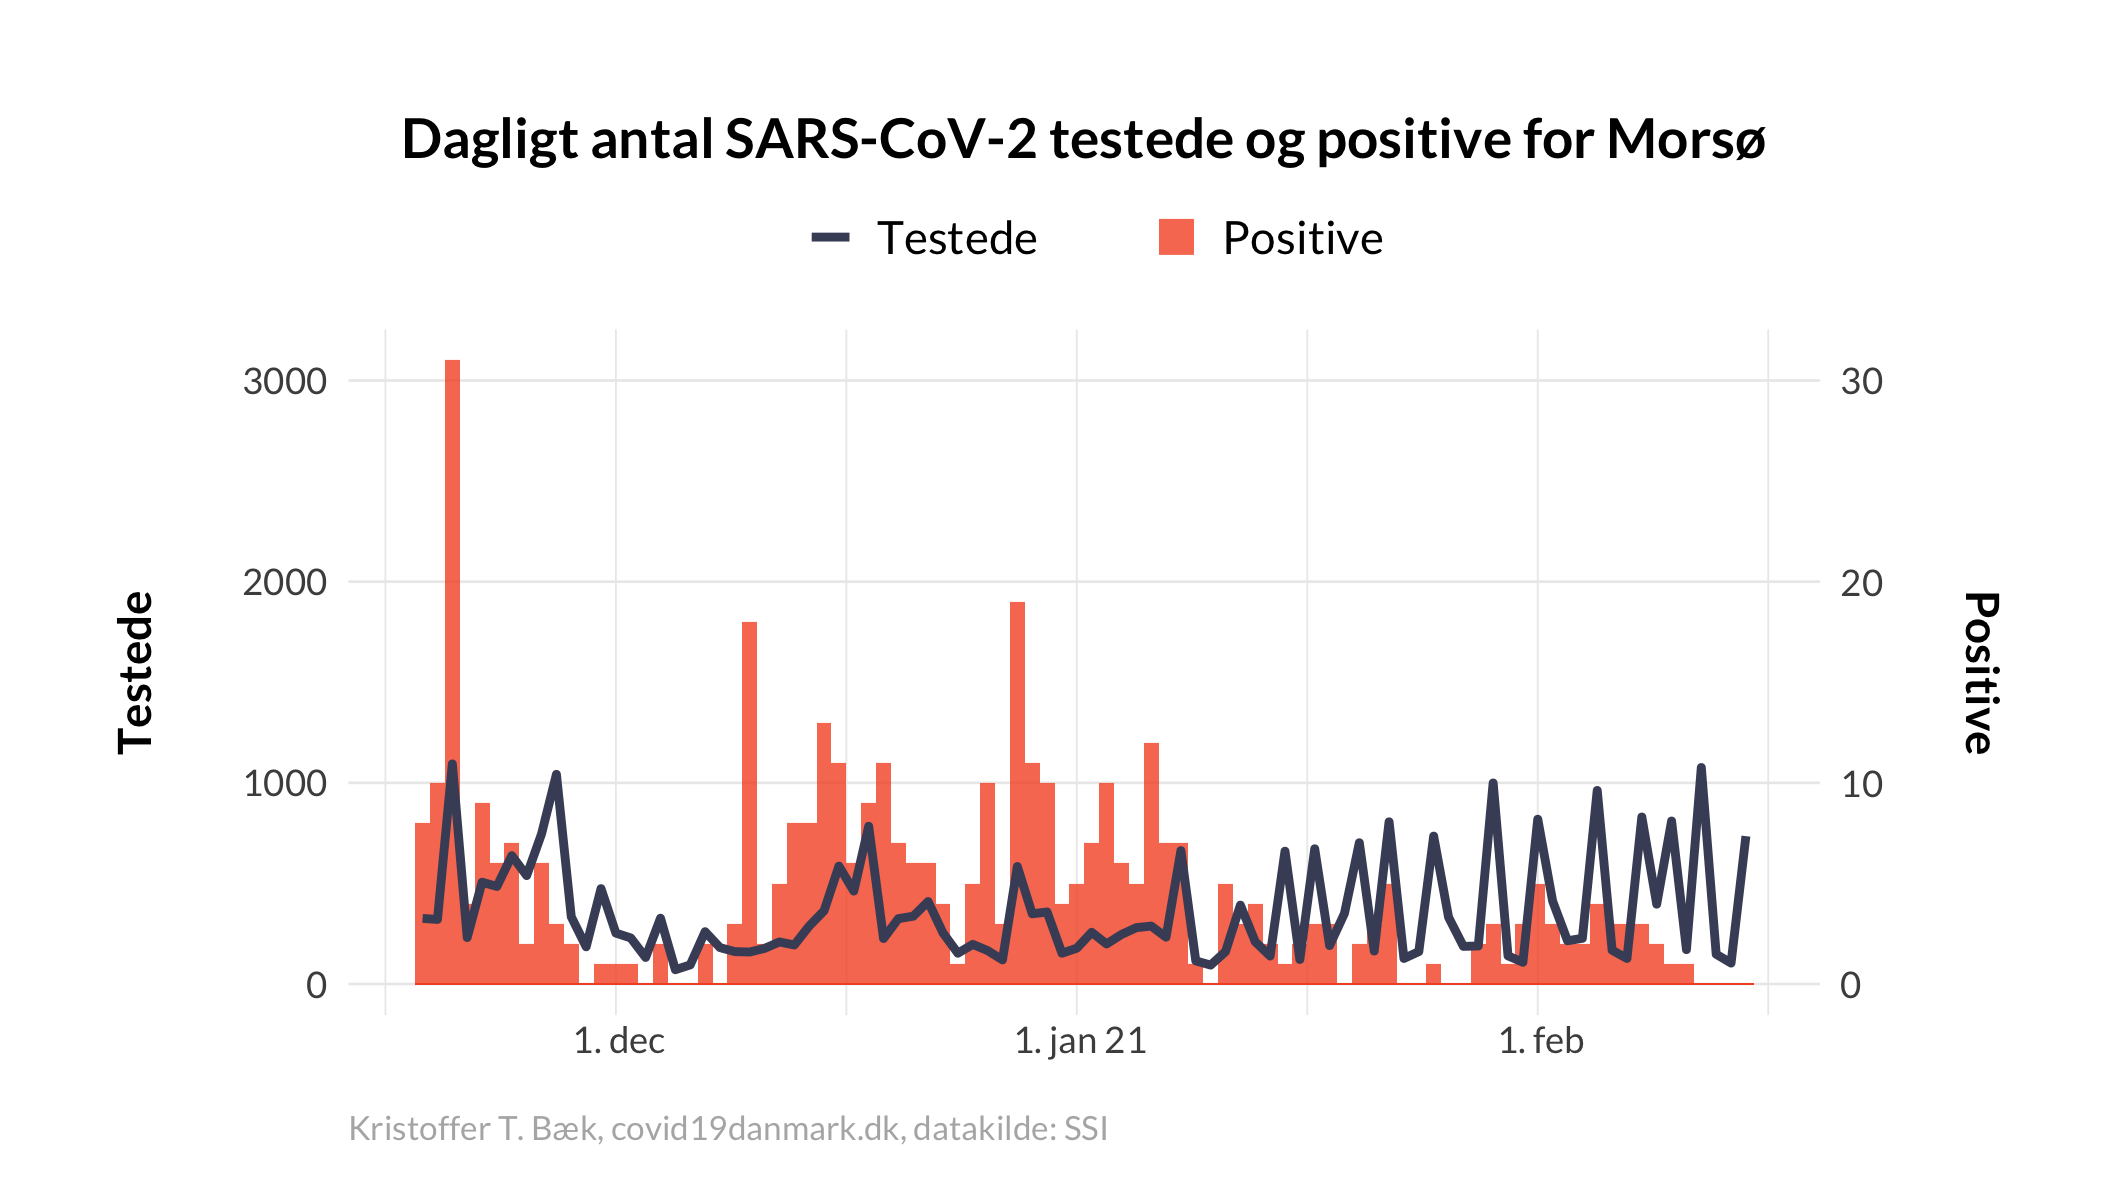 Dagligt antal SARS-CoV-2 testede og positive for Morsø
Testede
Positive
3000
2000
1000
0
Testede
30
20
10
0
Positive
1. dec
1. jan 21
1. feb
Kristoffer T. Bæk, covid19danmark.dk, datakilde: SSI